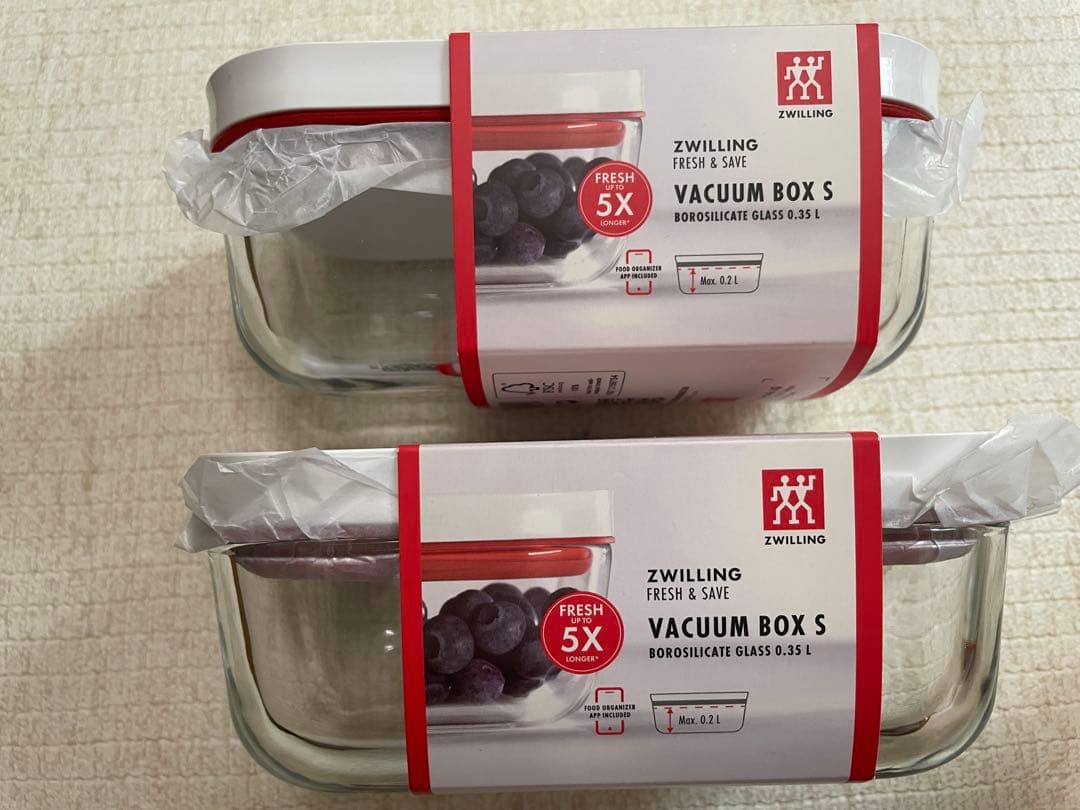 ZWILLING
ZWILLING
FRESH & SAVE
VACUUM BOX S
BOROSILICATE GLASS 0.35 L
FRESH
UP TO
5X
LONGER*
FOOD ORGANIZER
APP INCLUDED
Max. 0.2 L
FSC
ZWILLING
ZWILLING
FRESH & SAVE
VACUUM BOX S
BOROSILICATE GLASS 0.35 L
FRESH
UP TO
5X
LONGER*
FOOD ORGANIZER
APP INCLUDED
Max. 0.2 L